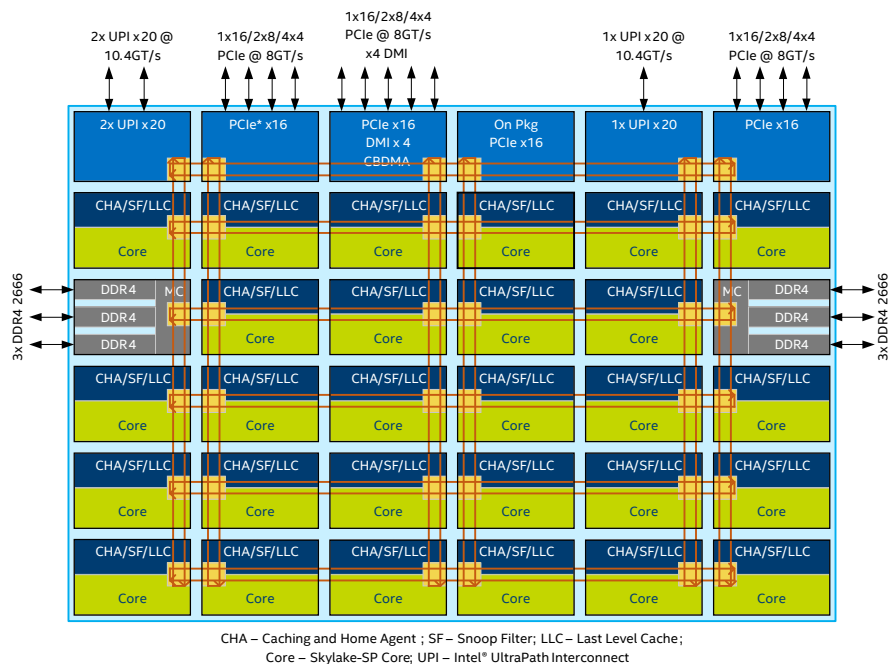 2x UPI x20 @
10.4GT/s
1x16/2x8/4x4
PCIe @ 8GT/s
1x16/2x8/4x4
PCIe @ 8GT/s
x4 DMI
1x UPI x20 @
10.4GT/s
1x16/2x8/4x4
PCIe @ 8GT/s
2x UPI x20
PCIe* x16
PCIe x16
DMI x 4
CBDMA
On Pkg
PCIe x16
1x UPI x20
PCIe x16
CHA/SF/LLC
CHA/SF/LLC
CHA/SF/LLC
CHA/SF/LLC
CHA/SF/LLC
CHA/SF/LLC
Core
Core
Core
Core
Core
Core
3x DDR4 2666
DDR4
DDR4
DDR4
MC
CHA/SF/LLC
CHA/SF/LLC
CHA/SF/LLC
CHA/SF/LLC
Core
Core
Core
Core
MC
DDR4
DDR4
DDR4
3x DDR4 2666
CHA/SF/LLC
CHA/SF/LLC
CHA/SF/LLC
CHA/SF/LLC
CHA/SF/LLC
CHA/SF/LLC
Core
Core
Core
Core
Core
Core
CHA/SF/LLC
CHA/SF/LLC
CHA/SF/LLC
CHA/SF/LLC
CHA/SF/LLC
CHA/SF/LLC
Core
Core
Core
Core
Core
Core
CHA/SF/LLC
CHA/SF/LLC
CHA/SF/LLC
CHA/SF/LLC
CHA/SF/LLC
CHA/SF/LLC
Core
Core
Core
Core
Core
Core
CHA – Caching and Home Agent ; SF – Snoop Filter; LLC – Last Level Cache;
Core – Skylake-SP Core; UPI – Intel® UltraPath Interconnect